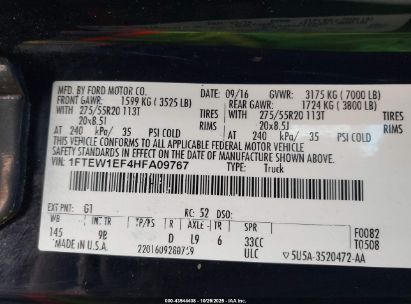 MFD. BY FORD MOTOR CO.
09/16 GVWR: 3175 KG (7000 LB)
FRONT GAWR: 1599 KG (3525 LB) REAR GAWR: 1724 KG (3800 LB)
WITH 275/55R20 113T TIRES WITH 275/55R20 113T TIRES
20x8.5J RIMS 20x8.5J RIMS
AT 240 kPa/ 35 PSI COLD AT 240 kPa/ 35 PSI COLD
THIS VEHICLE CONFORMS TO ALL APPLICABLE FEDERAL MOTOR VEHICLE
SAFETY STANDARDS IN EFFECT ON THE DATE OF MANUFACTURE SHOWN ABOVE.
VIN: 1FTEW1EF4HFA09767 TYPE: Truck
EXT PNT: G1 RC: 52 DSO:
WB R AXLE TR SPR
145 9B D L9 6 33CC F0082
MADE IN U.S.A. ULC T0508
5U5A-3520472-AA
COPART